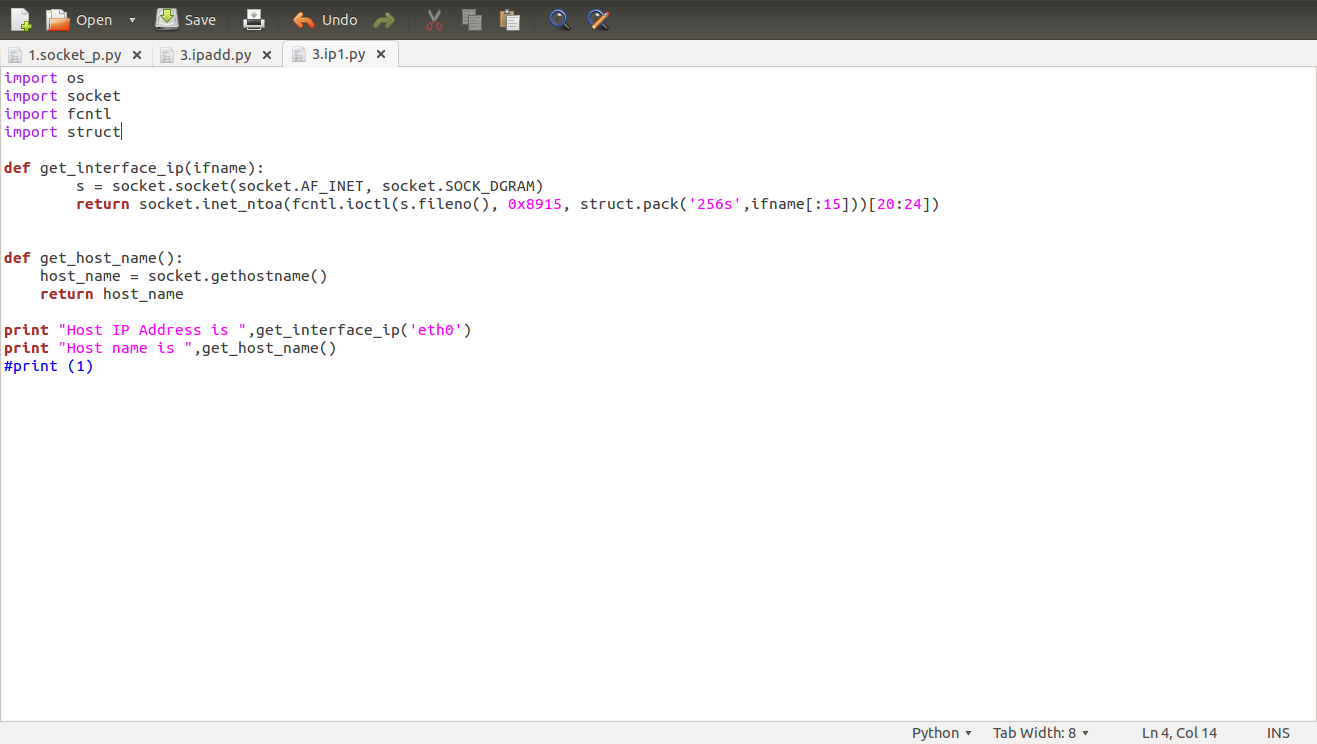 Open Save Undo
1.socket_p.py 3.ipadd.py 3.ip1.py
import os
import socket
import fcntl
import struct
def get_interface_ip(ifname):
        s = socket.socket(socket.AF_INET, socket.SOCK_DGRAM)
        return socket.inet_ntoa(fcntl.ioctl(s.fileno(), 0x8915, struct.pack('256s',ifname[:15]))[20:24])
def get_host_name():
    host_name = socket.gethostname()
    return host_name
print "Host IP Address is ",get_interface_ip('eth0')
print "Host name is ",get_host_name()
#print (1)
Python Tab Width: 8 Ln 4, Col 14 INS